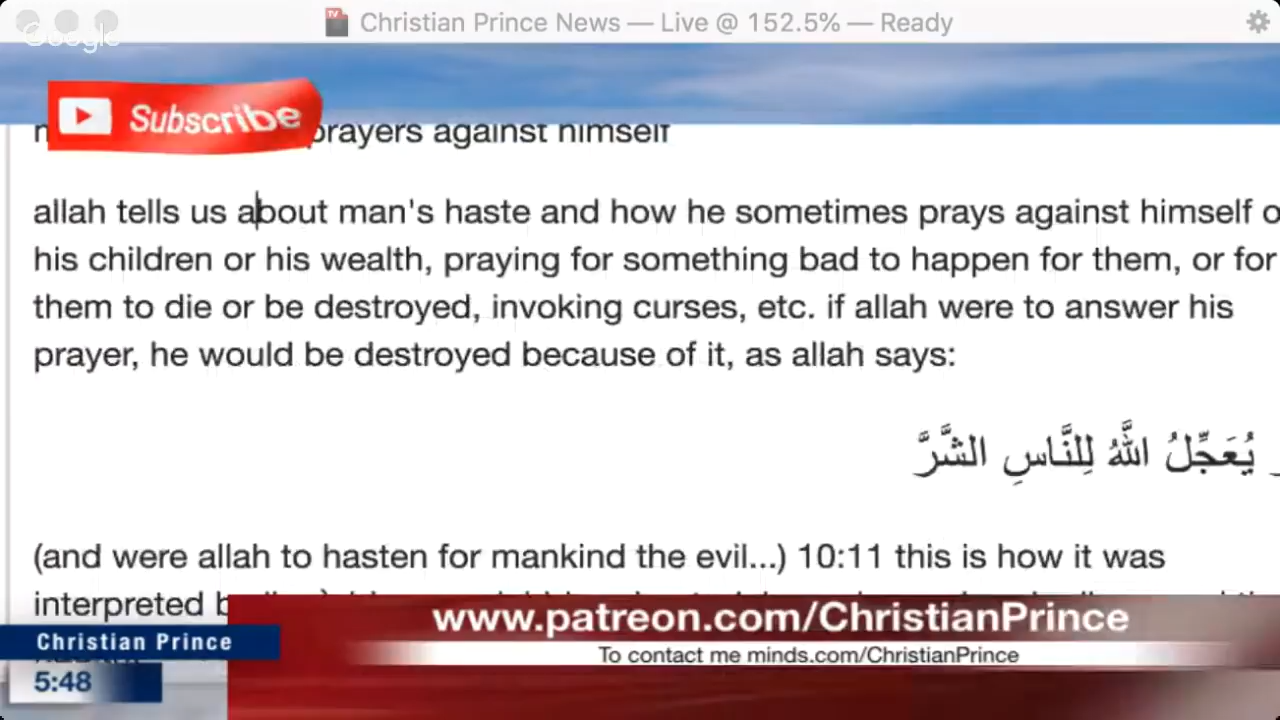 Christian Prince News — Live @ 152.5% — Ready
Google
Subscribe
prayers against himself
allah tells us about man's haste and how he sometimes prays against himself o
his children or his wealth, praying for something bad to happen for them, or for
them to die or be destroyed, invoking curses, etc. if allah were to answer his
prayer, he would be destroyed because of it, as allah says:
يُعَجِّلُ اللَّهُ لِلنَّاسِ الشَّرَّ
(and were allah to hasten for mankind the evil...) 10:11 this is how it was
interpreted
www.patreon.com/ChristianPrince
Christian Prince
To contact me minds.com/ChristianPrince
5:48